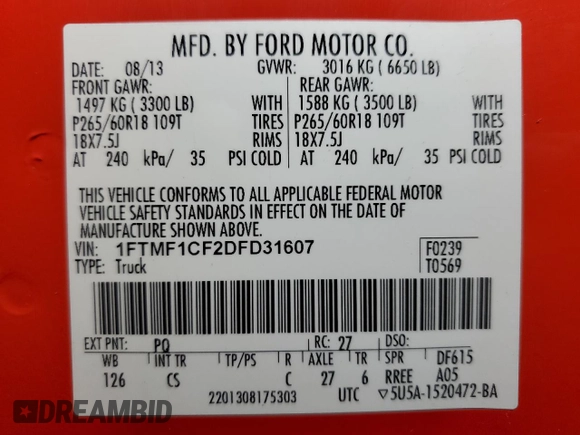 MFD. BY FORD MOTOR CO.
DATE: 08/13 GVWR: 3016 KG ( 6650 LB)
FRONT GAWR: REAR GAWR:
1497 KG ( 3300 LB) WITH 1588 KG ( 3500 LB) WITH
P265/60R18 109T TIRES P265/60R18 109T TIRES
18X7.5J RIMS 18X7.5J RIMS
AT 240 kPa/ 35 PSI COLD AT 240 kPa/ 35 PSI COLD
THIS VEHICLE CONFORMS TO ALL APPLICABLE FEDERAL MOTOR
VEHICLE SAFETY STANDARDS IN EFFECT ON THE DATE OF
MANUFACTURE SHOWN ABOVE.
VIN: 1FTMF1CF2DFD31607 F0239
TYPE: Truck T0569
EXT PNT: PQ RC: 27 DSO:
WB INT TR TP/PS R AXLE TR SPR DF615
126 CS C 27 6 RREE A05
2201308175303 UTC ▽5U5A-1520472-BA
DREAMBID